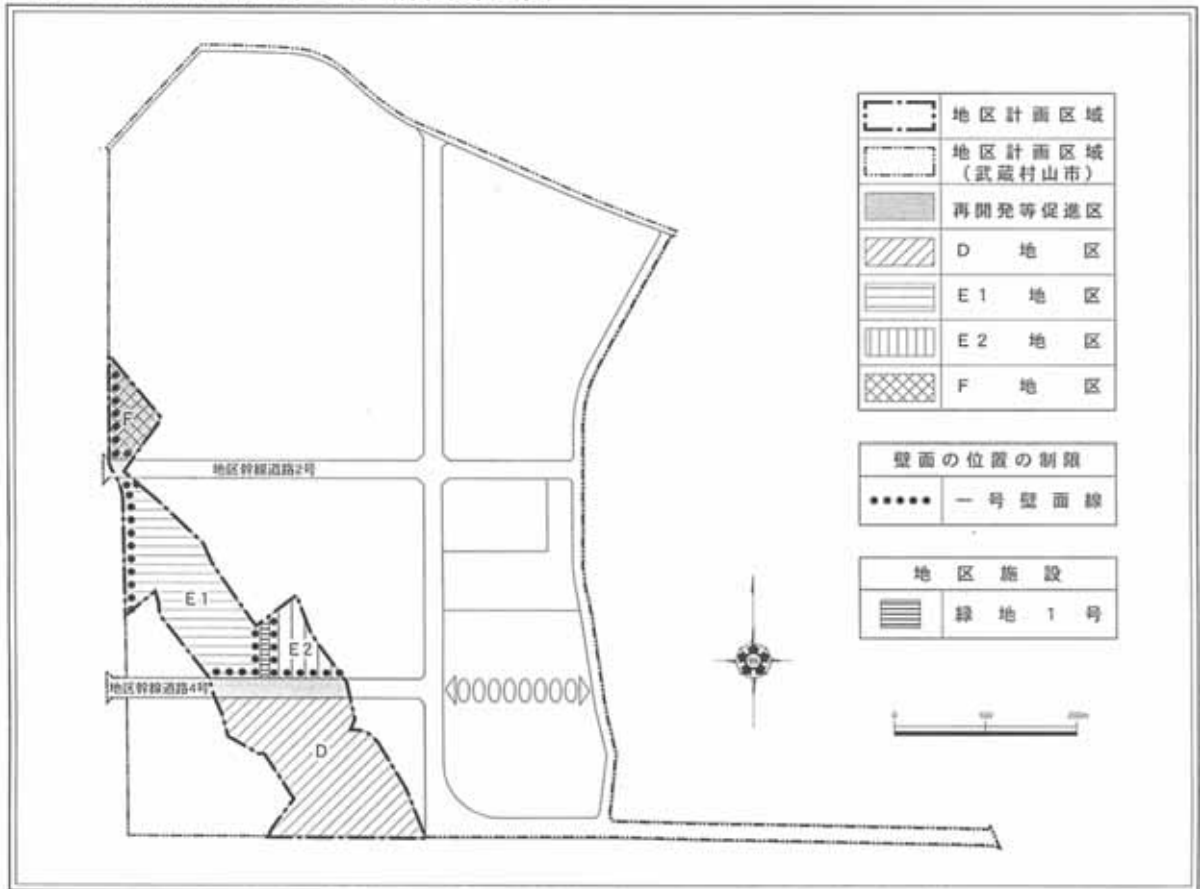 地区計画区域
地区計画区域
（武蔵村山市）
再開発等促進区
D 地区
E1 地区
E2 地区
F 地区
壁面の位置の制限
一号壁面線
地区施設
緑地1号
F
地区幹線道路2号
E1
E2
地区幹線道路4号
D
0 100 200m